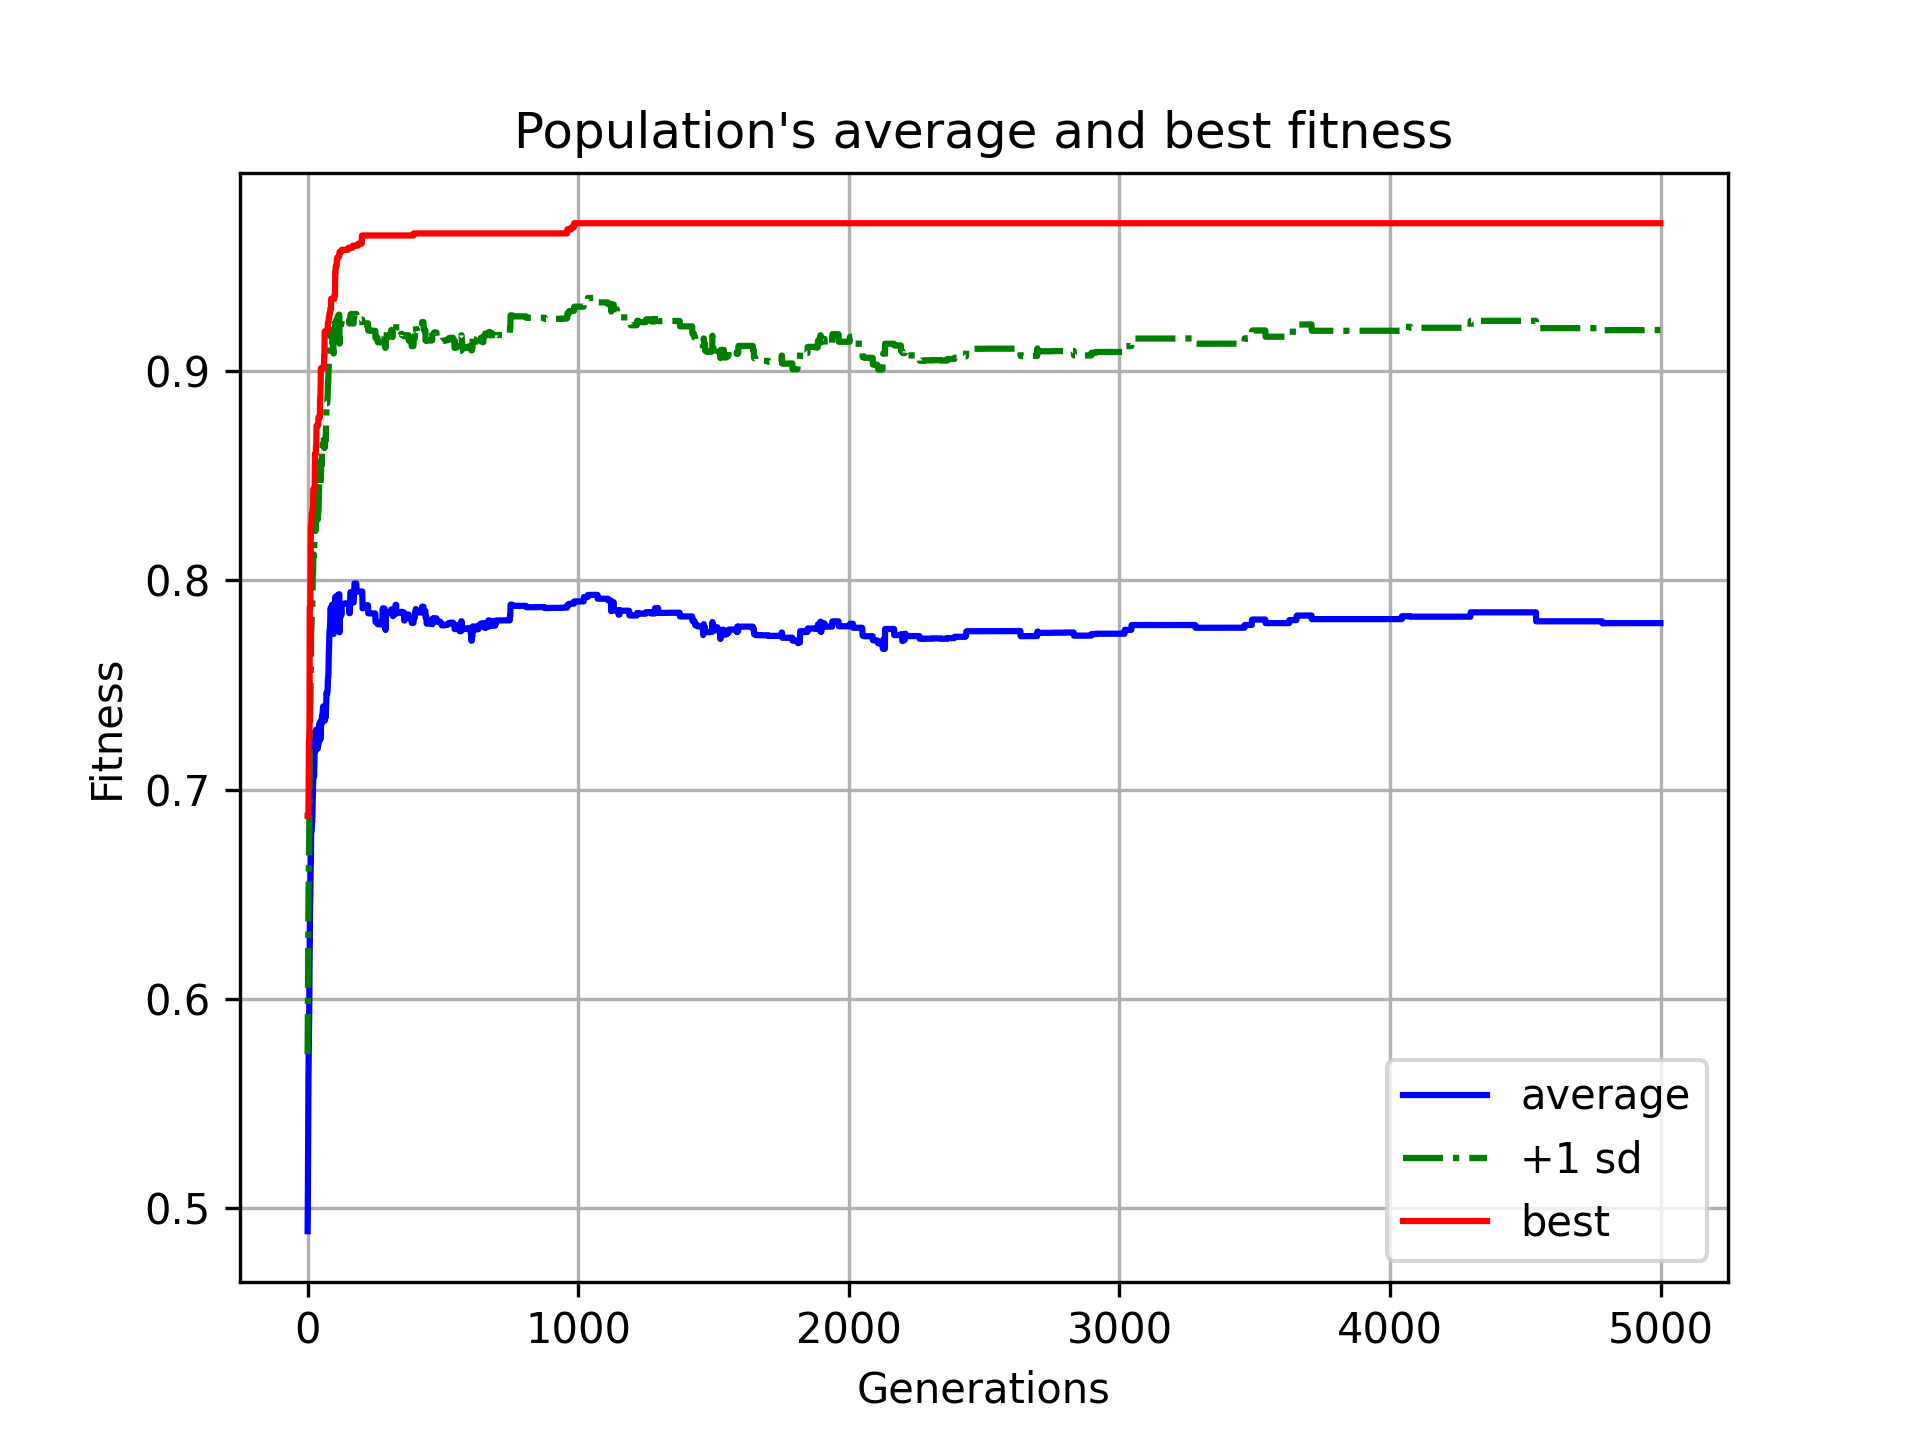 Population's average and best fitness
Fitness
0.9
0.8
0.7
0.6
0.5
0 1000 2000 3000 4000 5000
Generations
average
+1 sd
best